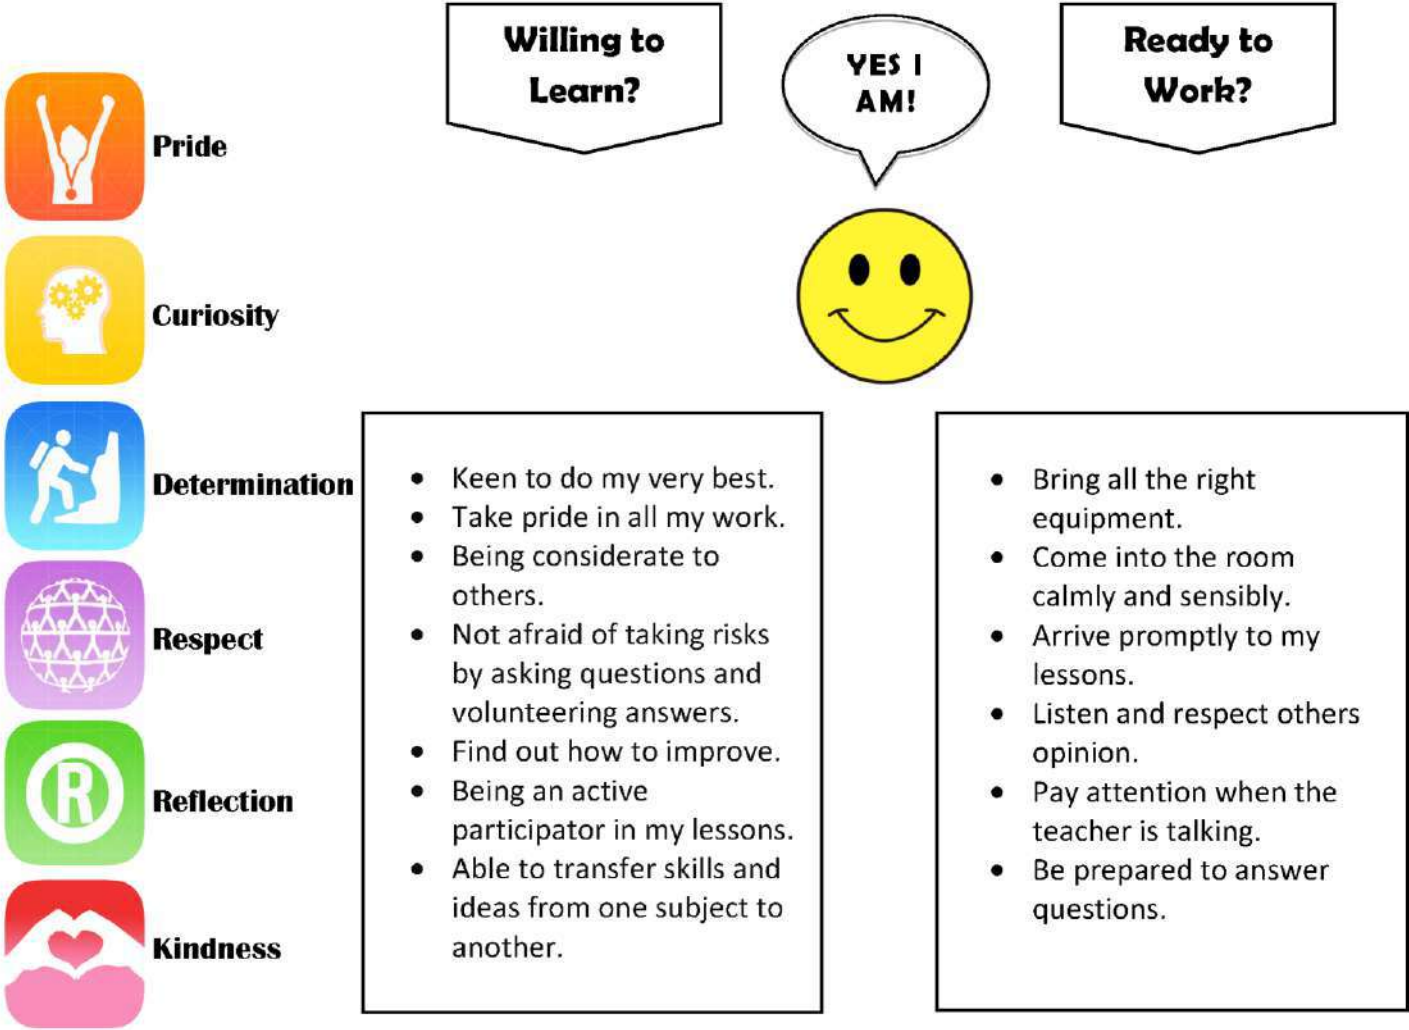 Willing to
Learn?
YES I
AM!
Ready to
Work?
Pride
Curiosity
Determination
Respect
R
Reflection
Kindness
• Keen to do my very best.
• Take pride in all my work.
• Being considerate to
others.
• Not afraid of taking risks
by asking questions and
volunteering answers.
• Find out how to improve.
• Being an active
participator in my lessons.
• Able to transfer skills and
ideas from one subject to
another.
• Bring all the right
equipment.
• Come into the room
calmly and sensibly.
• Arrive promptly to my
lessons.
• Listen and respect others
opinion.
• Pay attention when the
teacher is talking.
• Be prepared to answer
questions.